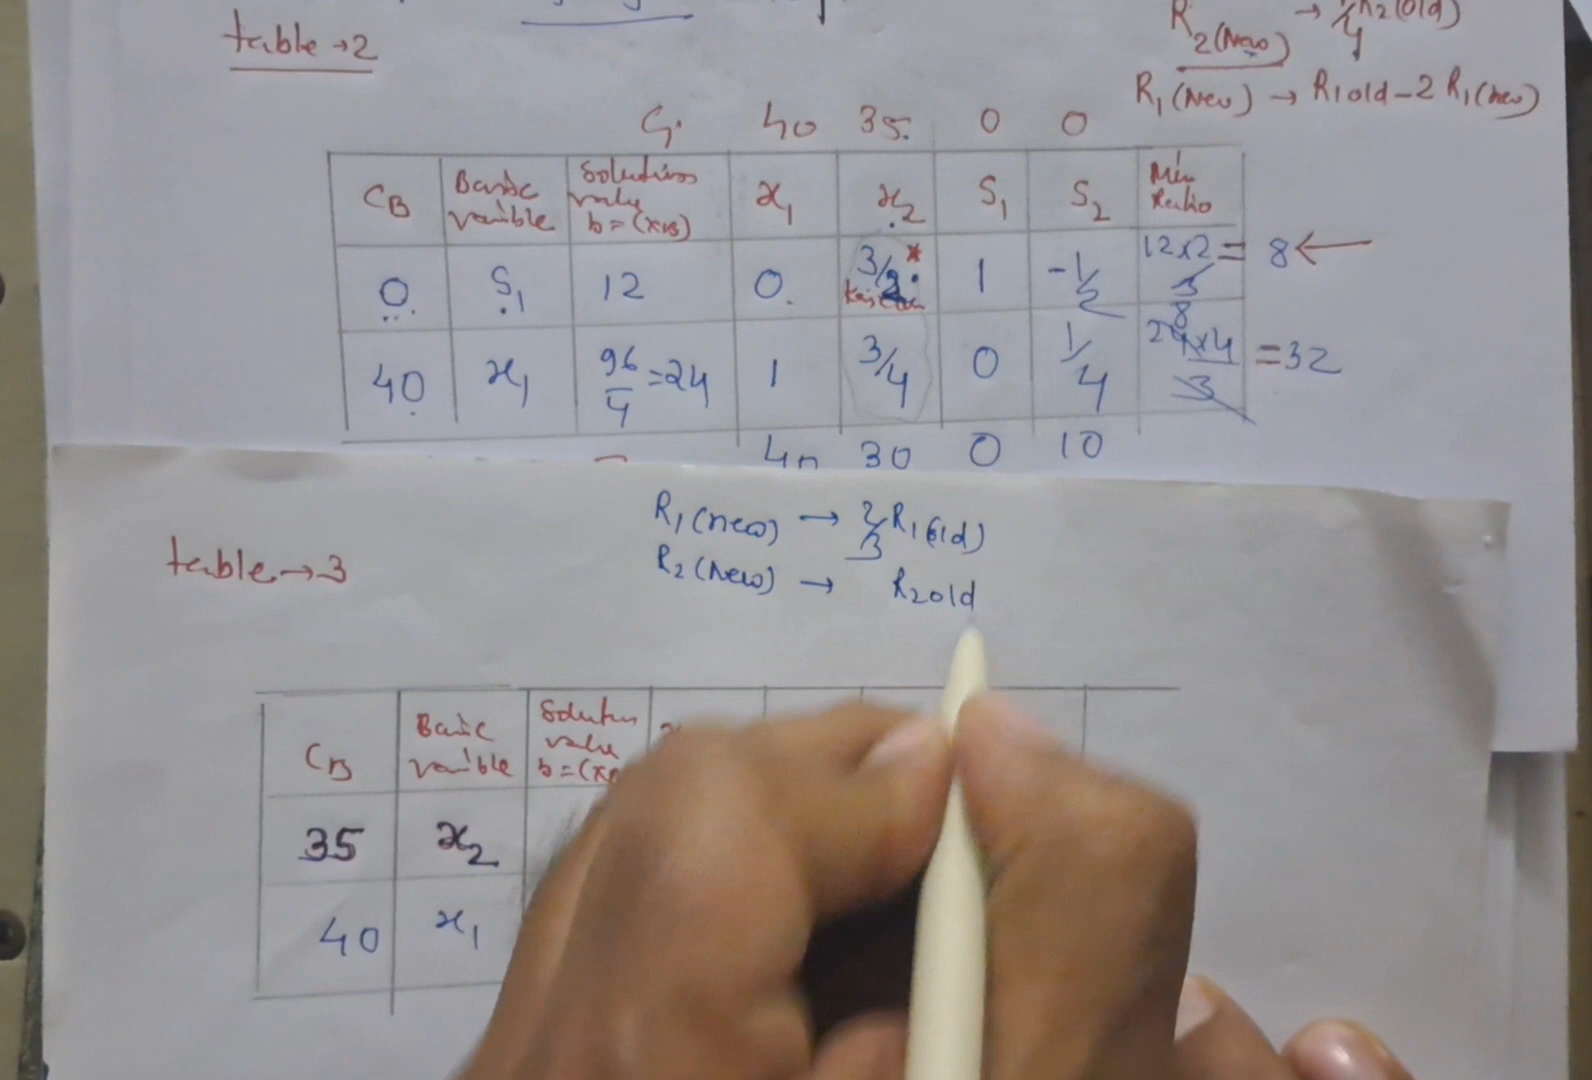 table → 2
R2(New) → 1/4 R2(old)
R1(New) → R1old - 2 R1(new)
Cj 40 35 0 0
CB Basic variable Solution value b=(xB) x1 x2 S1 S2 Min Ratio
0 S1 12 0 3/2 * 1 -1/2 12x2/3 = 8 ←
40 x1 96/4 = 24 1 3/4 0 1/4 24x4/3 = 32
40 30 0 10
R1(new) → 2/3 R1(old)
table → 3
R2(New) → R2old
CB Basic variable Solution value
35 x2
40 x1